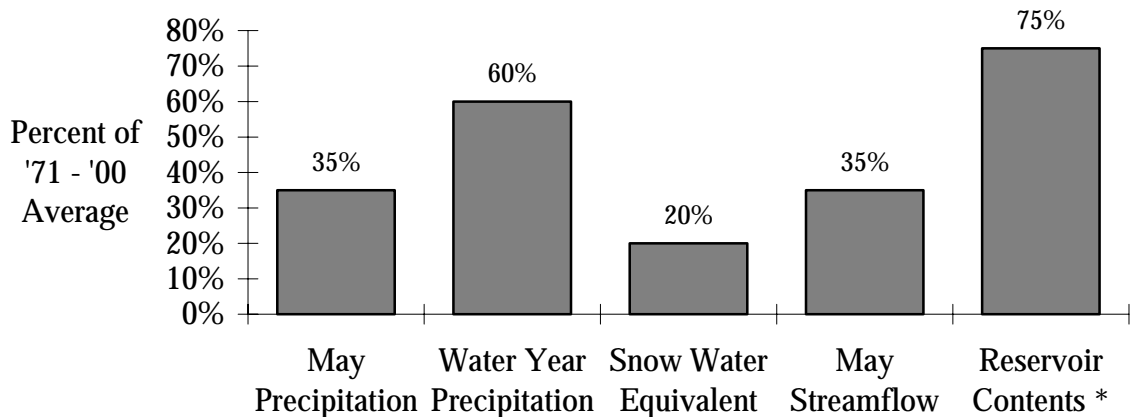 80%
70%
60%
50%
40%
30%
20%
10%
0%
Percent of
'71 - '00
Average
35%
60%
20%
35%
75%
May
Precipitation
Water Year
Precipitation
Snow Water
Equivalent
May
Streamflow
Reservoir
Contents *